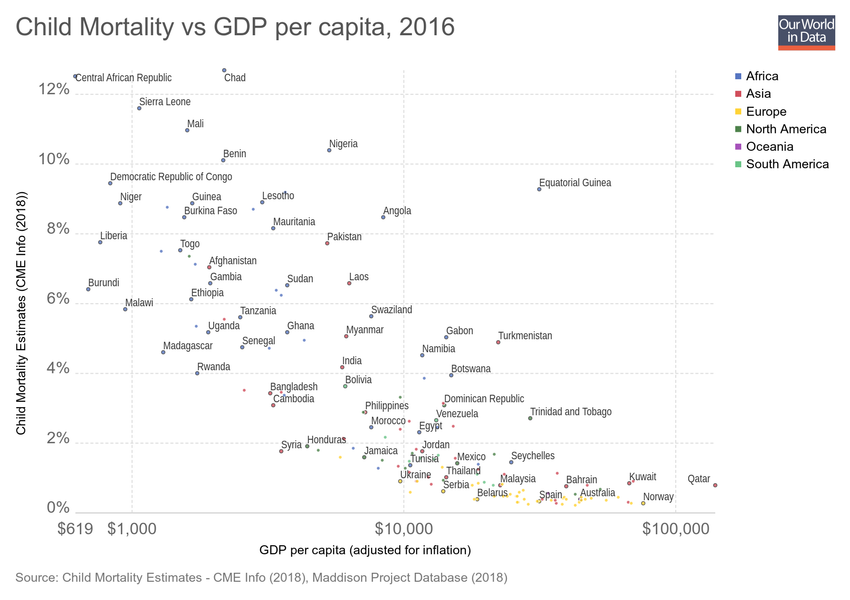 Child Mortality vs GDP per capita, 2016
Our World
in Data
Africa
Asia
Europe
North America
Oceania
South America
Child Mortality Estimates (CME Info (2018))
12%
10%
8%
6%
4%
2%
0%
Central African Republic
Chad
Sierra Leone
Mali
Nigeria
Benin
Democratic Republic of Congo
Equatorial Guinea
Niger
Guinea
Lesotho
Burkina Faso
Angola
Mauritania
Liberia
Togo
Pakistan
Afghanistan
Gambia
Sudan
Laos
Burundi
Ethiopia
Malawi
Tanzania
Swaziland
Uganda
Ghana
Myanmar
Gabon
Turkmenistan
Madagascar
Senegal
Namibia
Rwanda
India
Botswana
Bolivia
Bangladesh
Cambodia
Philippines
Dominican Republic
Venezuela
Trinidad and Tobago
Morocco
Egypt
Syria
Honduras
Jamaica
Jordan
Tunisia
Mexico
Seychelles
Ukraine
Thailand
Serbia
Malaysia
Bahrain
Kuwait
Qatar
Belarus
Spain
Australia
Norway
$619
$1,000
$10,000
$100,000
GDP per capita (adjusted for inflation)
Source: Child Mortality Estimates - CME Info (2018), Maddison Project Database (2018)